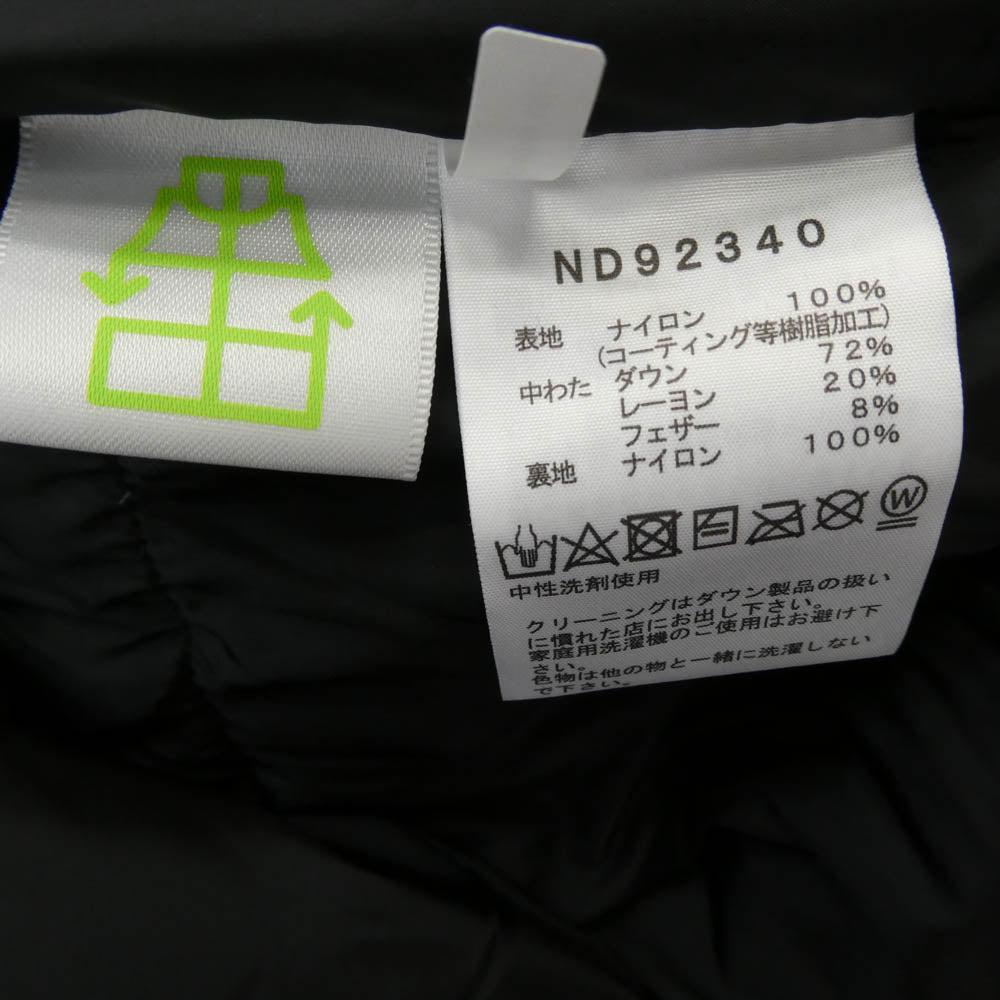 ND92340
表地 ナイロン 100%
(コーティング等樹脂加工)
中わた ダウン 72%
レーヨン 20%
フェザー 8%
裏地 ナイロン 100%
W
中性洗剤使用
クリーニングはダウン製品の扱い
に慣れた店にお出し下さい。
家庭用洗濯機のご使用はお避け下
さい。
色物は他の物と一緒に洗濯しない
で下さい。